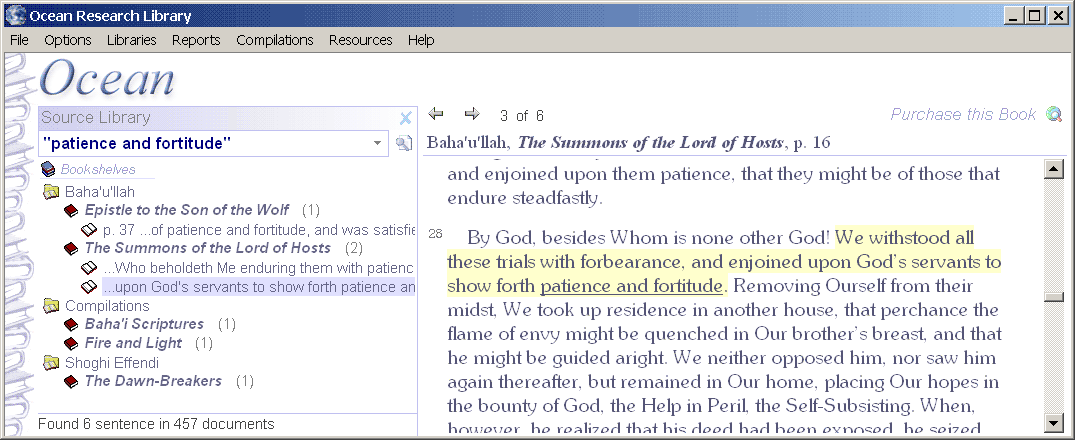 Ocean Research Library
File Options Libraries Reports Compilations Resources Help
Ocean
Source Library
"patience and fortitude"
Bookshelves
Baha'u'llah
Epistle to the Son of the Wolf (1)
p. 37 ...of patience and fortitude, and was satisfie
The Summons of the Lord of Hosts (2)
...Who beholdeth Me enduring them with patienc
...upon God's servants to show forth patience an
Compilations
Baha'i Scriptures (1)
Fire and Light (1)
Shoghi Effendi
The Dawn-Breakers (1)
Found 6 sentence in 457 documents
3 of 6
Purchase this Book
Baha'u'llah, The Summons of the Lord of Hosts, p. 16
and enjoined upon them patience, that they might be of those that
endure steadfastly.
28 By God, besides Whom is none other God! We withstood all
these trials with forbearance, and enjoined upon God’s servants to
show forth patience and fortitude. Removing Ourself from their
midst, We took up residence in another house, that perchance the
flame of envy might be quenched in Our brother’s breast, and that
he might be guided aright. We neither opposed him, nor saw him
again thereafter, but remained in Our home, placing Our hopes in
the bounty of God, the Help in Peril, the Self-Subsisting. When,
however, he realized that his deed had been exposed, he seized